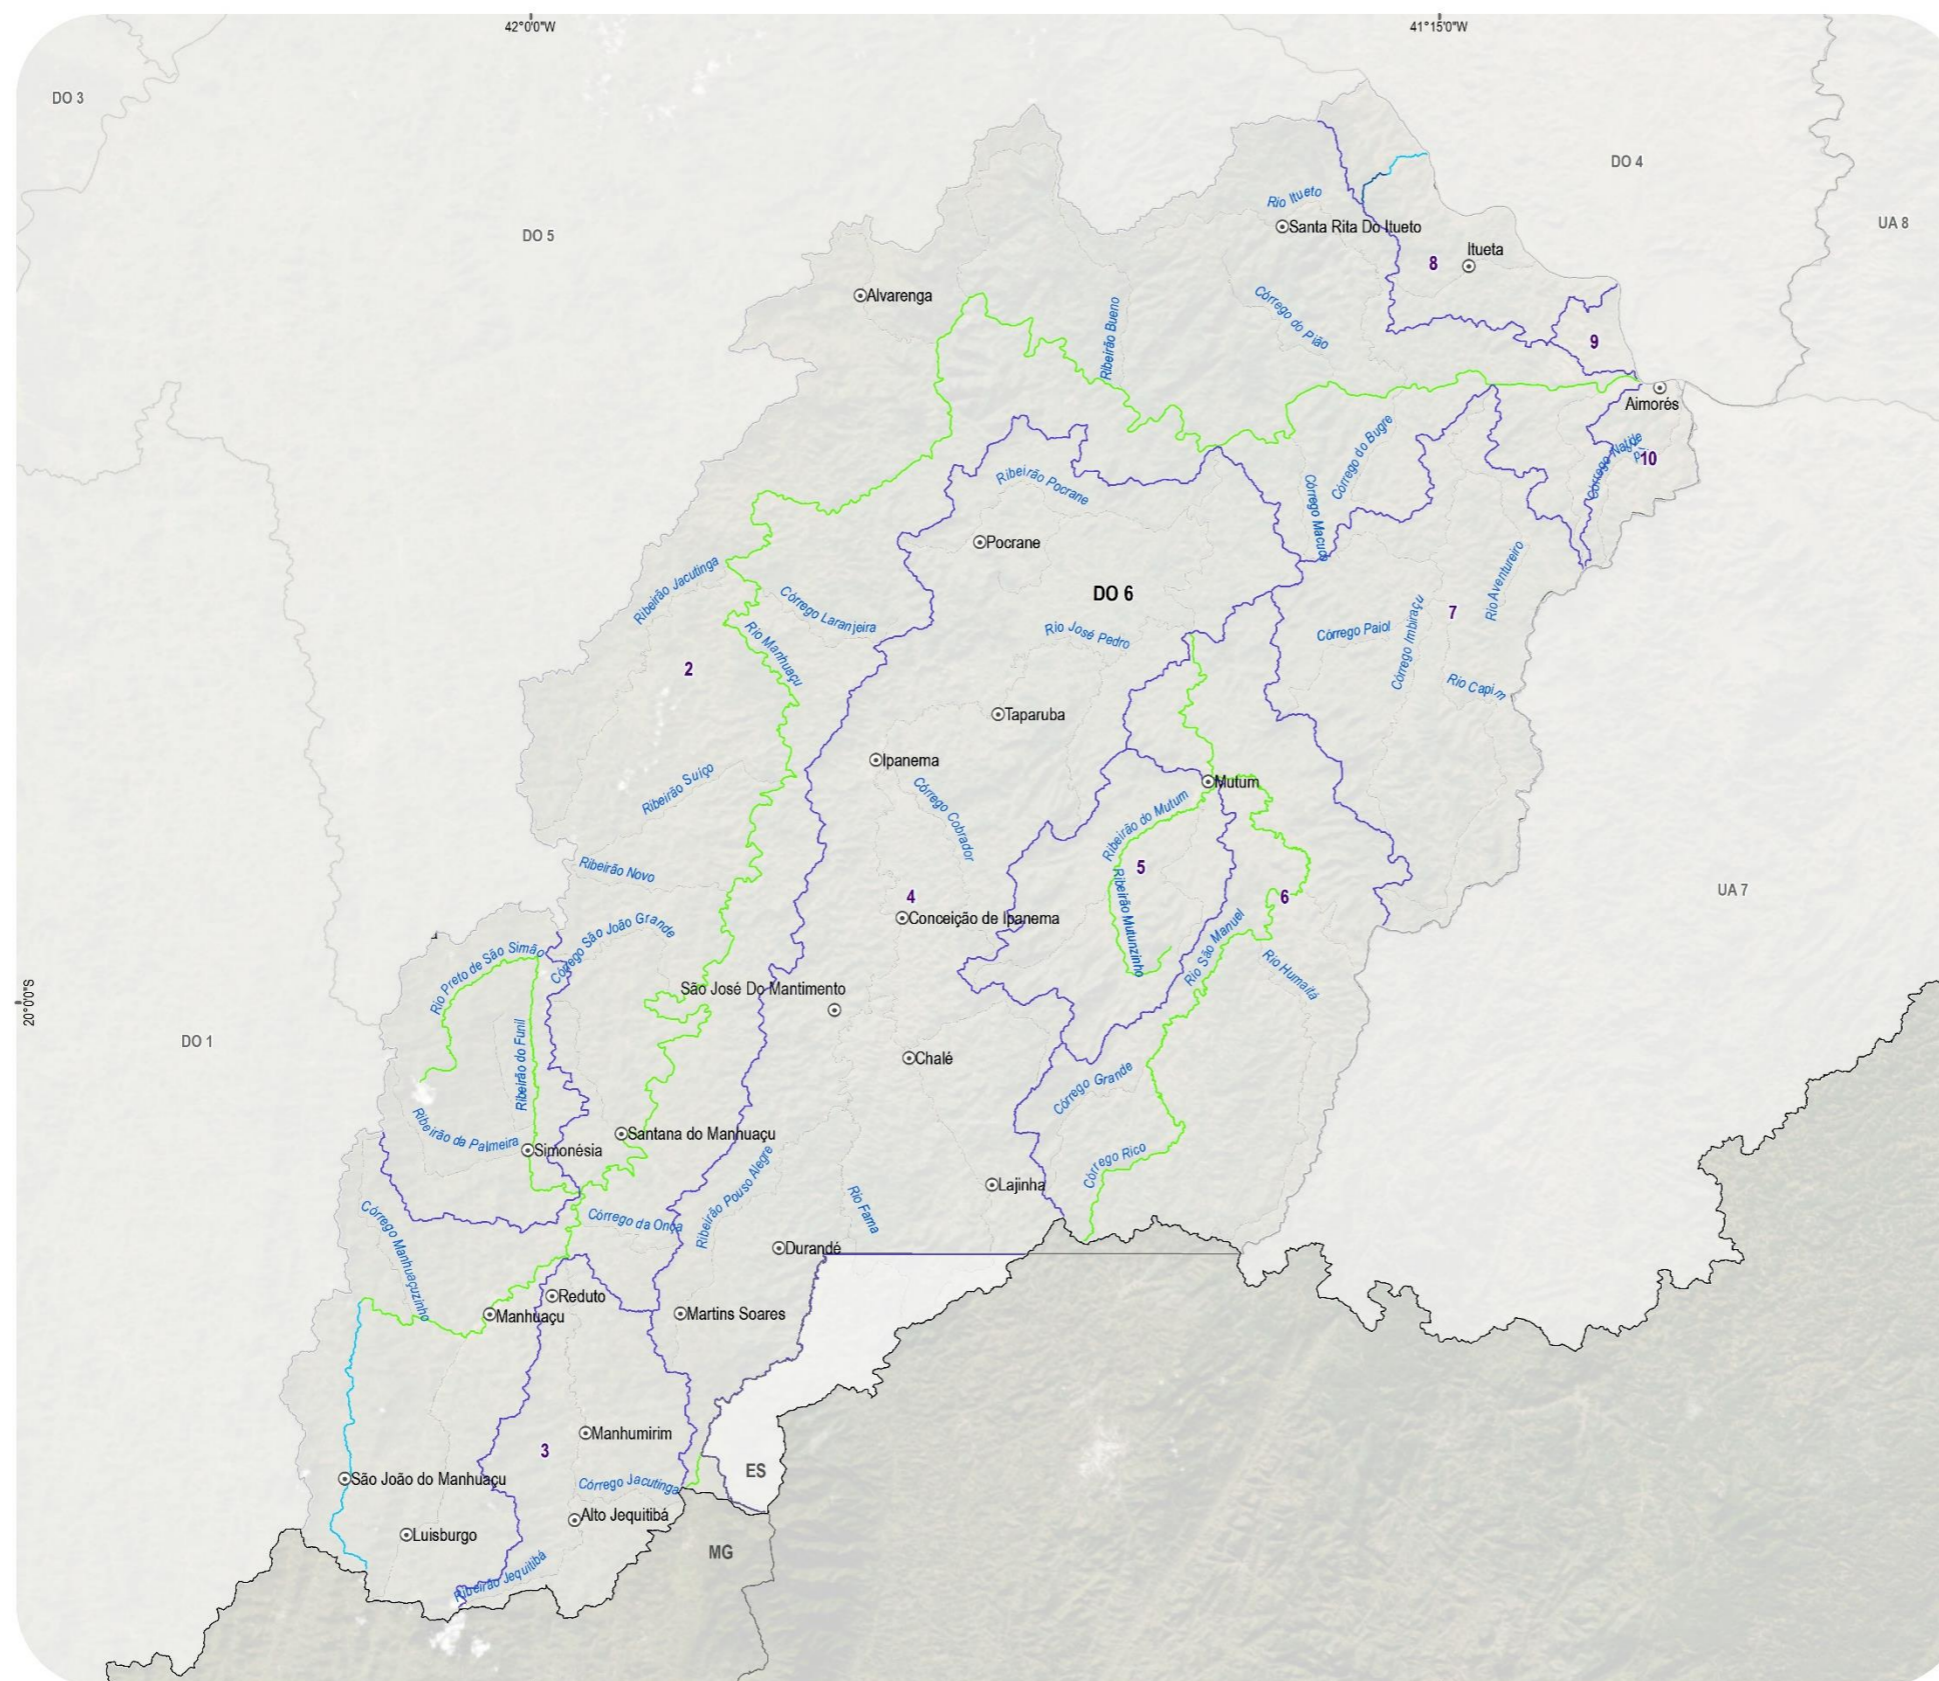 42°0'0"W
41°15'0"W
DO 3
DO 4
DO 5
UA 8
Rio Itueto
Santa Rita Do Itueto
Itueta
8
Alvarenga
Ribeirão Bueno
Córrego do Pião
9
Aimorés
Córrego do Bugre
Córrego Natide
10
Ribeirão Pocrane
Córrego Macuco
Pocrane
Ribeirão Jacutinga
DO 6
Rio Aventureiro
Córrego Laranjeira
Rio Manhuaçu
Rio José Pedro
Córrego Paiol
Córrego Imbiraçu
7
2
Rio Capim
Taparuba
Ipanema
Ribeirão Suiço
Mutum
Córrego Cobrador
Ribeirão do Mutum
Ribeirão Novo
5
Ribeirão Mutunzinho
4
6
UA 7
Conceição de Ipanema
Córrego São João Grande
Rio Preto de São Simão
Rio São Manuel
Rio Humaitá
São José Do Mantimento
20°0'0"S
DO 1
Ribeirão do Funil
Chalé
Córrego Grande
Ribeirão da Palmeira
Simonésia
Santana do Manhuaçu
Ribeirão Pouso Alegre
Córrego Rico
Lajinha
Rio Fama
Córrego da Onça
Córrego Manhuaçuzinho
Durandé
Reduto
Manhuaçu
Martins Soares
Manhumirim
3
ES
São João do Manhuaçu
Córrego Jacutinga
Alto Jequitibá
Luisburgo
MG
Ribeirão Jequitibá